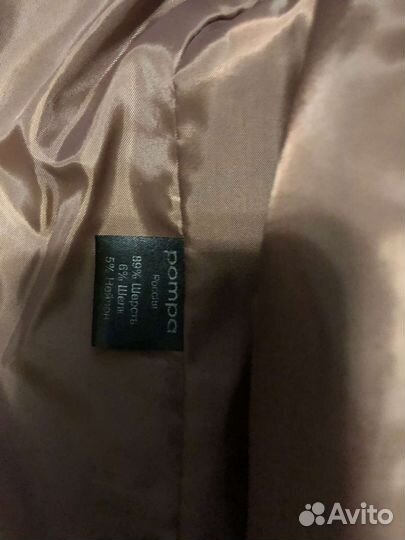 pompa
Россия
89% Шерсть
6% Шелк
5% Нейлон
Avito